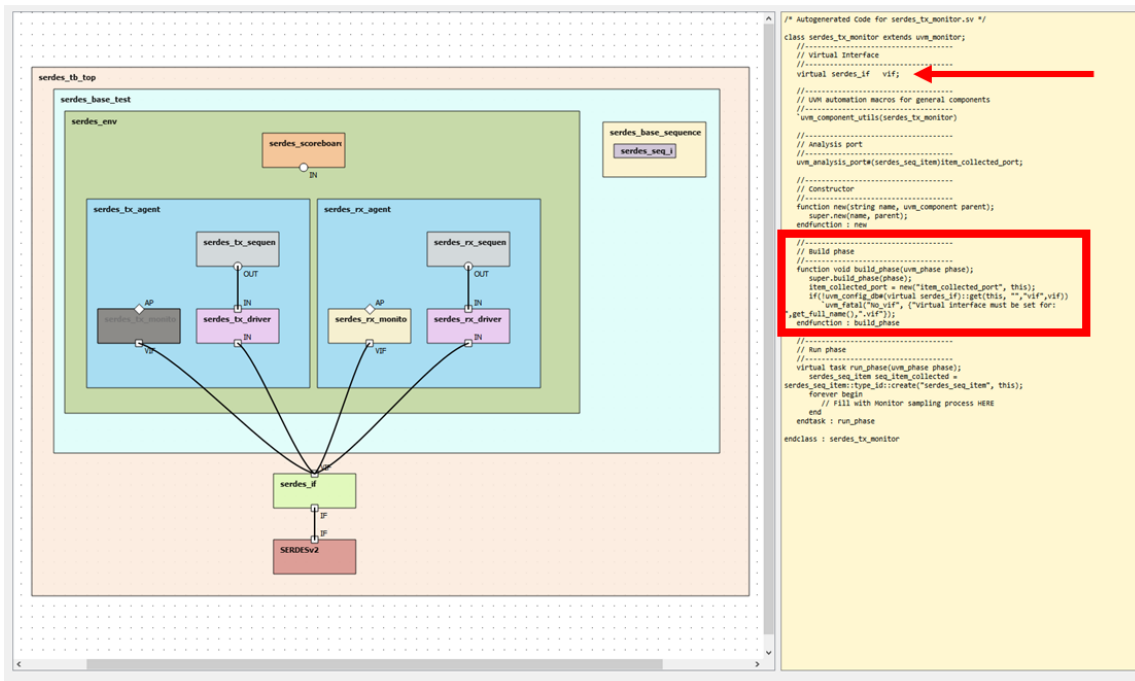 serdes_tb_top
serdes_base_test
serdes_env
serdes_scoreboar
IN
serdes_base_sequence
serdes_seq_i
serdes_tx_agent
serdes_rx_agent
serdes_tx_sequen
serdes_rx_sequen
OUT
OUT
AP
IN
AP
IN
serdes_tx_monito
serdes_tx_driver
serdes_rx_monito
serdes_rx_driver
VIF
IN
VIF
IN
VIF
serdes_if
IF
IF
SERDESv2
/* Autogenerated Code for serdes_tx_monitor.sv */
class serdes_tx_monitor extends uvm_monitor;
//------------------------------------
// Virtual Interface
//------------------------------------
virtual serdes_if vif;
//------------------------------------
// UVM automation macros for general components
//------------------------------------
`uvm_component_utils(serdes_tx_monitor)
//------------------------------------
// Analysis port
//------------------------------------
uvm_analysis_port#(serdes_seq_item)item_collected_port;
//------------------------------------
// Constructor
//------------------------------------
function new(string name, uvm_component parent);
super.new(name, parent);
endfunction : new
//------------------------------------
// Build phase
//------------------------------------
function void build_phase(uvm_phase phase);
super.build_phase(phase);
item_collected_port = new("item_collected_port", this);
if(!uvm_config_db#(virtual serdes_if)::get(this, "","vif",vif))
`uvm_fatal("No_vif", {"Virtual interface must be set for:
",get_full_name(),".vif"});
endfunction : build_phase
//------------------------------------
// Run phase
//------------------------------------
virtual task run_phase(uvm_phase phase);
serdes_seq_item seq_item_collected =
serdes_seq_item::type_id::create("serdes_seq_item", this);
forever begin
// Fill with Monitor sampling process HERE
end
endtask : run_phase
endclass : serdes_tx_monitor